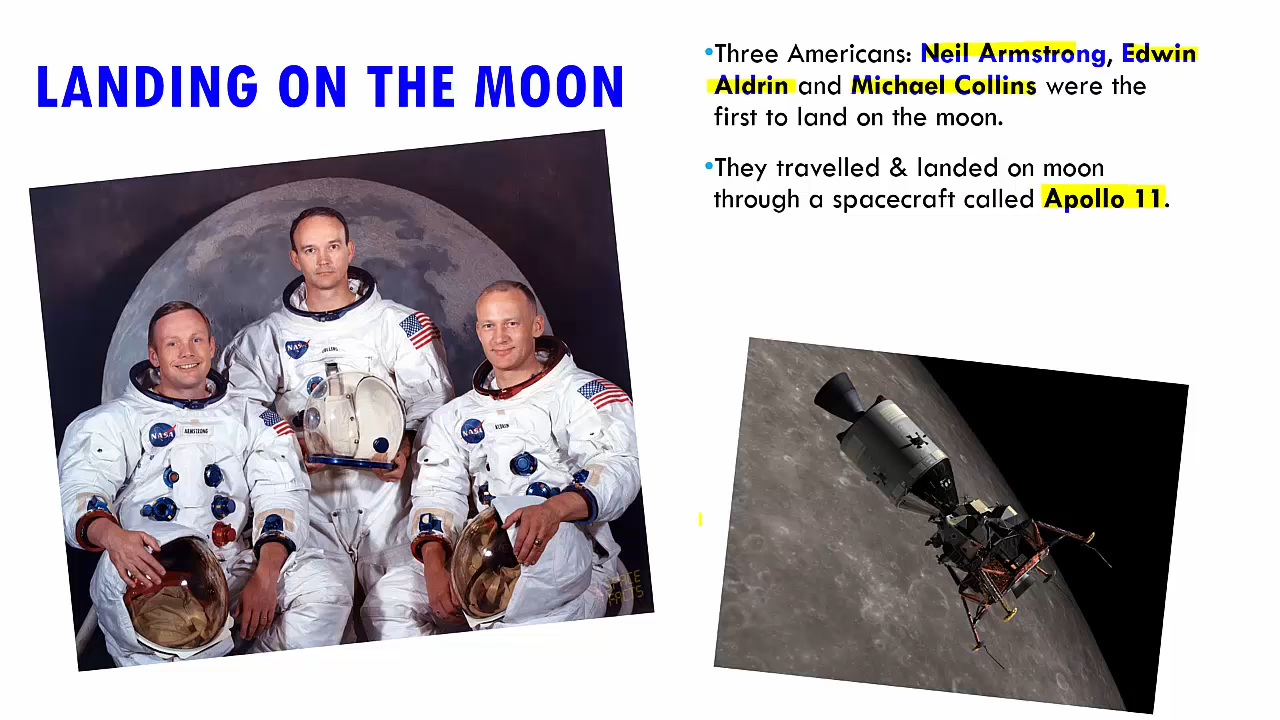 LANDING ON THE MOON
•Three Americans: Neil Armstrong, Edwin
Aldrin and Michael Collins were the
first to land on the moon.
•They travelled & landed on moon
through a spacecraft called Apollo 11.
NASA
COLLINS
NASA
ARMSTRONG
NASA
ALDRIN